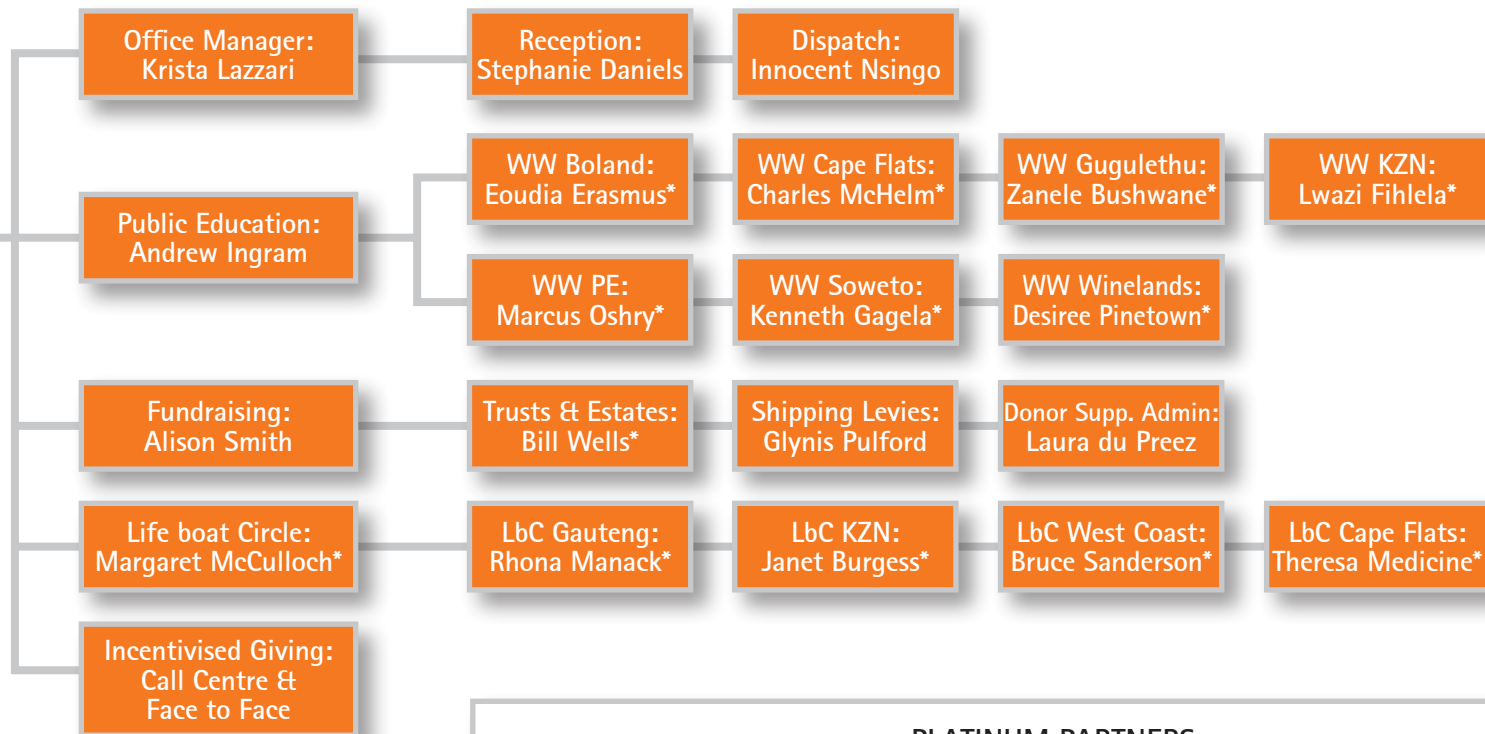 Office Manager:
Krista Lazzari
Reception:
Stephanie Daniels
Dispatch:
Innocent Nsingo
Public Education:
Andrew Ingram
WW Boland:
Eoudia Erasmus*
WW Cape Flats:
Charles McHelm*
WW Gugulethu:
Zanele Bushwane*
WW KZN:
Lwazi Fihlela*
WW PE:
Marcus Oshry*
WW Soweto:
Kenneth Gagela*
WW Winelands:
Desiree Pinetown*
Fundraising:
Alison Smith
Trusts & Estates:
Bill Wells*
Shipping Levies:
Glynis Pulford
Donor Supp. Admin:
Laura du Preez
Life boat Circle:
Margaret McCulloch*
LbC Gauteng:
Rhona Manack*
LbC KZN:
Janet Burgess*
LbC West Coast:
Bruce Sanderson*
LbC Cape Flats:
Theresa Medicine*
Incentivised Giving:
Call Centre &
Face to Face
PLATINUM PARTNERS